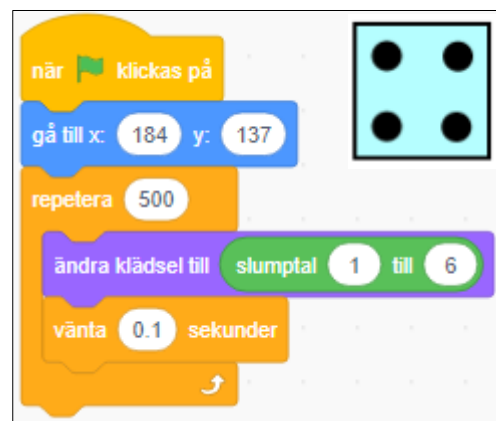 när klickas på
gå till x: 184 y: 137
repetera 500
ändra klädsel till slumptal 1 till 6
vänta 0.1 sekunder